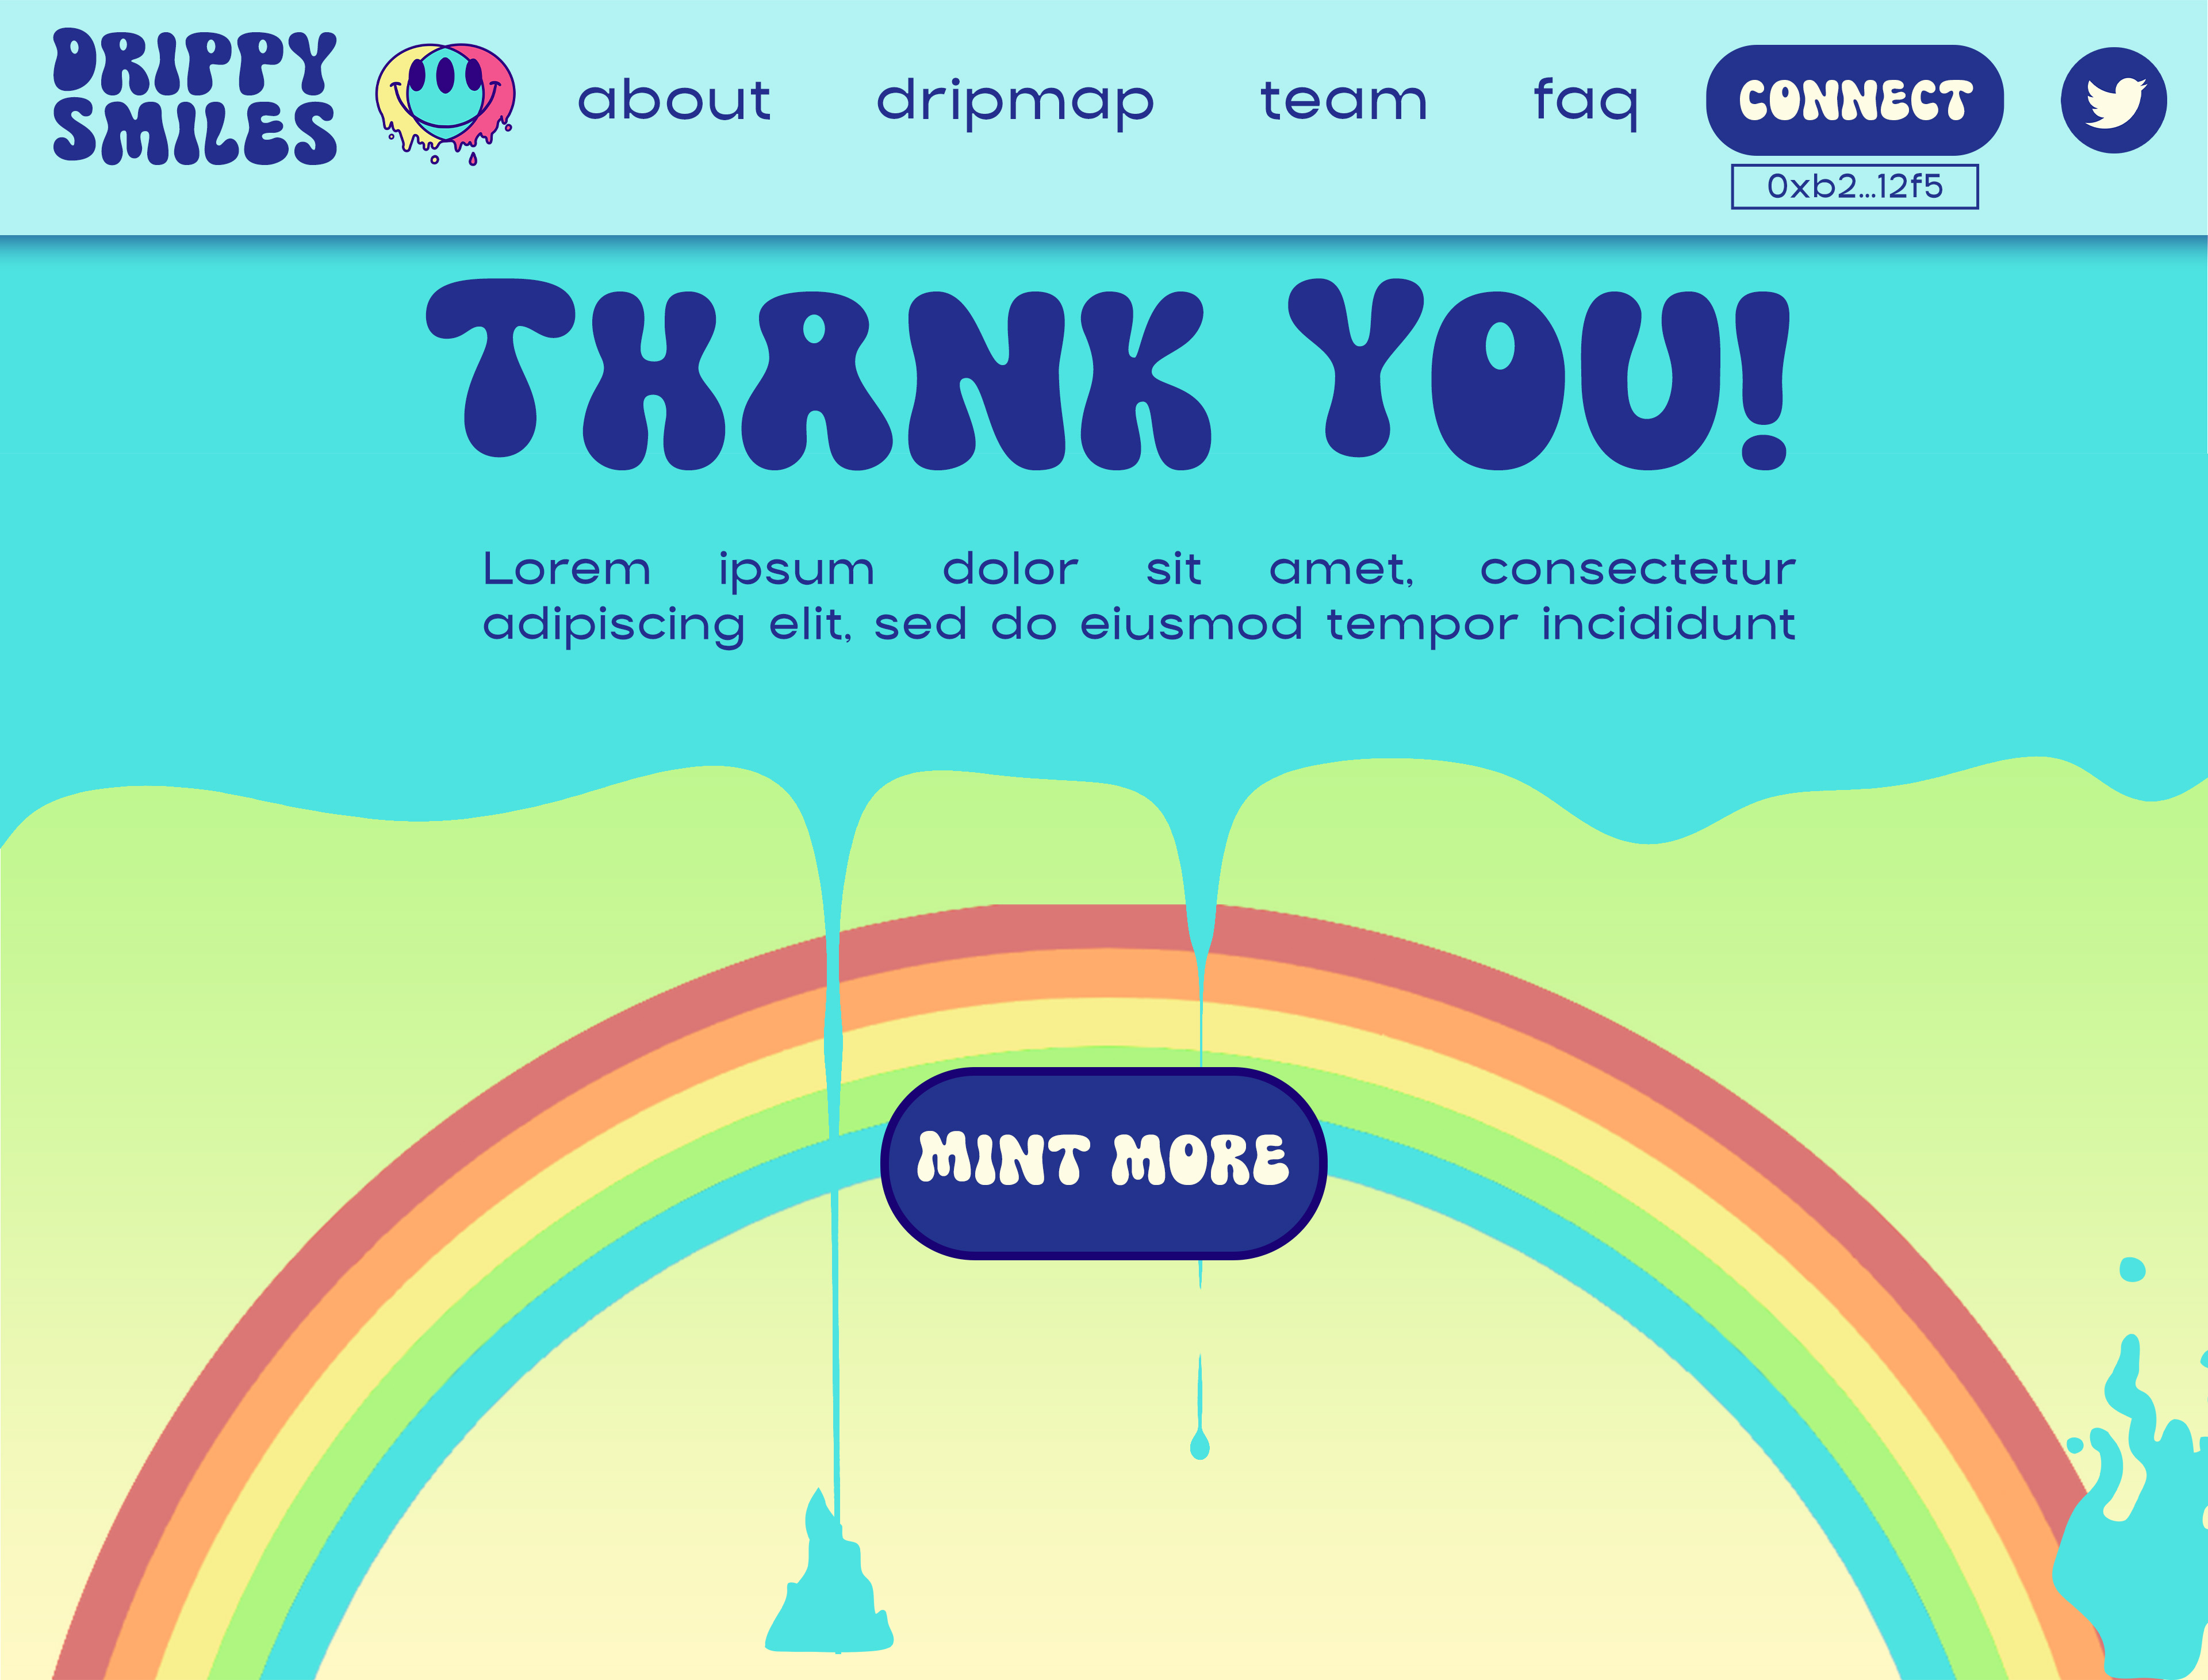 DRIPPY
SMILES
about
dripmap
team
faq
CONNECT
0xb2...12f5
THANK YOU!
Lorem ipsum dolor sit amet, consectetur
adipiscing elit, sed do eiusmod tempor incididunt
MINT MORE